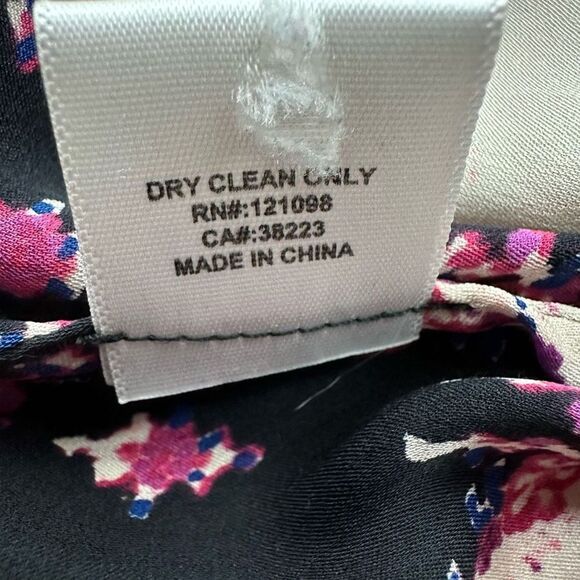 DRY CLEAN ONLY
RN#:121098
CA#:38223
MADE IN CHINA